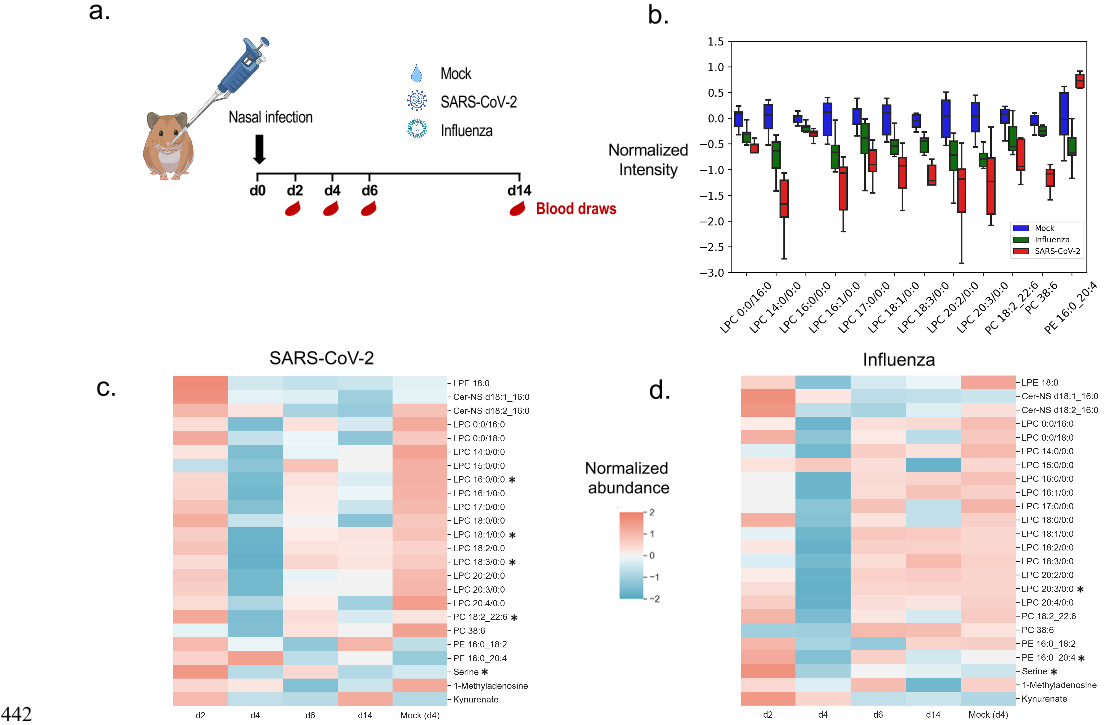 a.
Nasal infection
Mock
SARS-CoV-2
Influenza
d0
d2
d4
d6
d14
Blood draws
b.
Normalized
Intensity
1.5
1.0
0.5
0.0
−0.5
−1.0
−1.5
−2.0
−2.5
−3.0
Mock
Influenza
SARS-CoV-2
LPC 0:0/16:0
LPC 14:0/0:0
LPC 16:0/0:0
LPC 16:1/0:0
LPC 17:0/0:0
LPC 18:1/0:0
LPC 18:3/0:0
LPC 20:2/0:0
LPC 20:3/0:0
PC 18:2_22:6
PC 38:6
PE 16:0_20:4
c.
SARS-CoV-2
LPE 18:0
Cer-NS d18:1_16:0
Cer-NS d18:2_16:0
LPC 0:0/16:0
LPC 0:0/18:0
LPC 14:0/0:0
LPC 15:0/0:0
LPC 16:0/0:0 *
LPC 16:1/0:0
LPC 17:0/0:0
LPC 18:0/0:0
LPC 18:1/0:0 *
LPC 18:2/0:0
LPC 18:3/0:0 *
LPC 20:2/0:0
LPC 20:3/0:0
LPC 20:4/0:0
PC 18:2_22:6 *
PC 38:6
PE 16:0_18:2
PE 16:0_20:4
Serine *
1-Methyladenosine
Kynurenate
d2
d4
d6
d14
Mock (d4)
Normalized
abundance
2
1
0
−1
−2
d.
Influenza
LPE 18:0
Cer-NS d18:1_16:0
Cer-NS d18:2_16:0
LPC 0:0/16:0
LPC 0:0/18:0
LPC 14:0/0:0
LPC 15:0/0:0
LPC 16:0/0:0
LPC 16:1/0:0
LPC 17:0/0:0
LPC 18:0/0:0
LPC 18:1/0:0
LPC 18:2/0:0
LPC 18:3/0:0
LPC 20:2/0:0
LPC 20:3/0:0 *
LPC 20:4/0:0
PC 18:2_22:6
PC 38:6
PE 16:0_18:2
PE 16:0_20:4 *
Serine *
1-Methyladenosine
Kynurenate
d2
d4
d6
d14
Mock (d4)
442